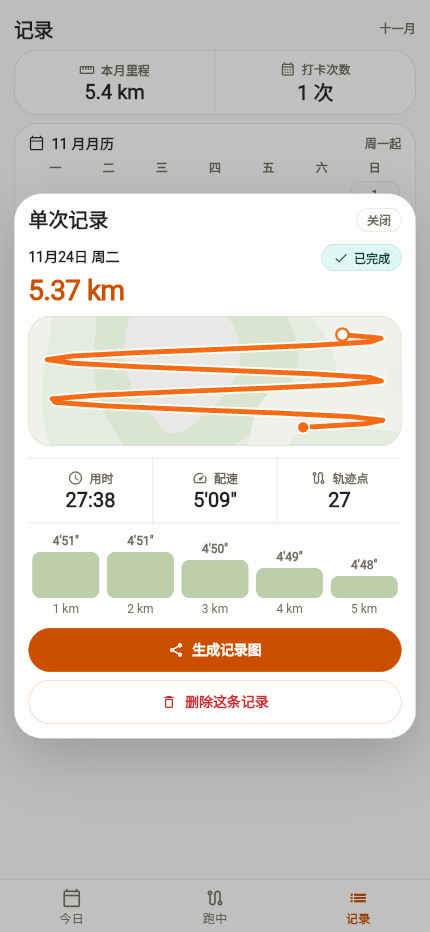 记录
十一月
本月里程
打卡次数
5.4 km
1 次
11 月月历
周一起
一 二 三 四 五 六 日
1
单次记录
关闭
11月24日 周二
已完成
5.37 km
用时
配速
轨迹点
27:38
5'09"
27
4'51"
4'51"
4'50"
4'49"
4'48"
1 km
2 km
3 km
4 km
5 km
生成记录图
删除这条记录
今日
跑中
记录